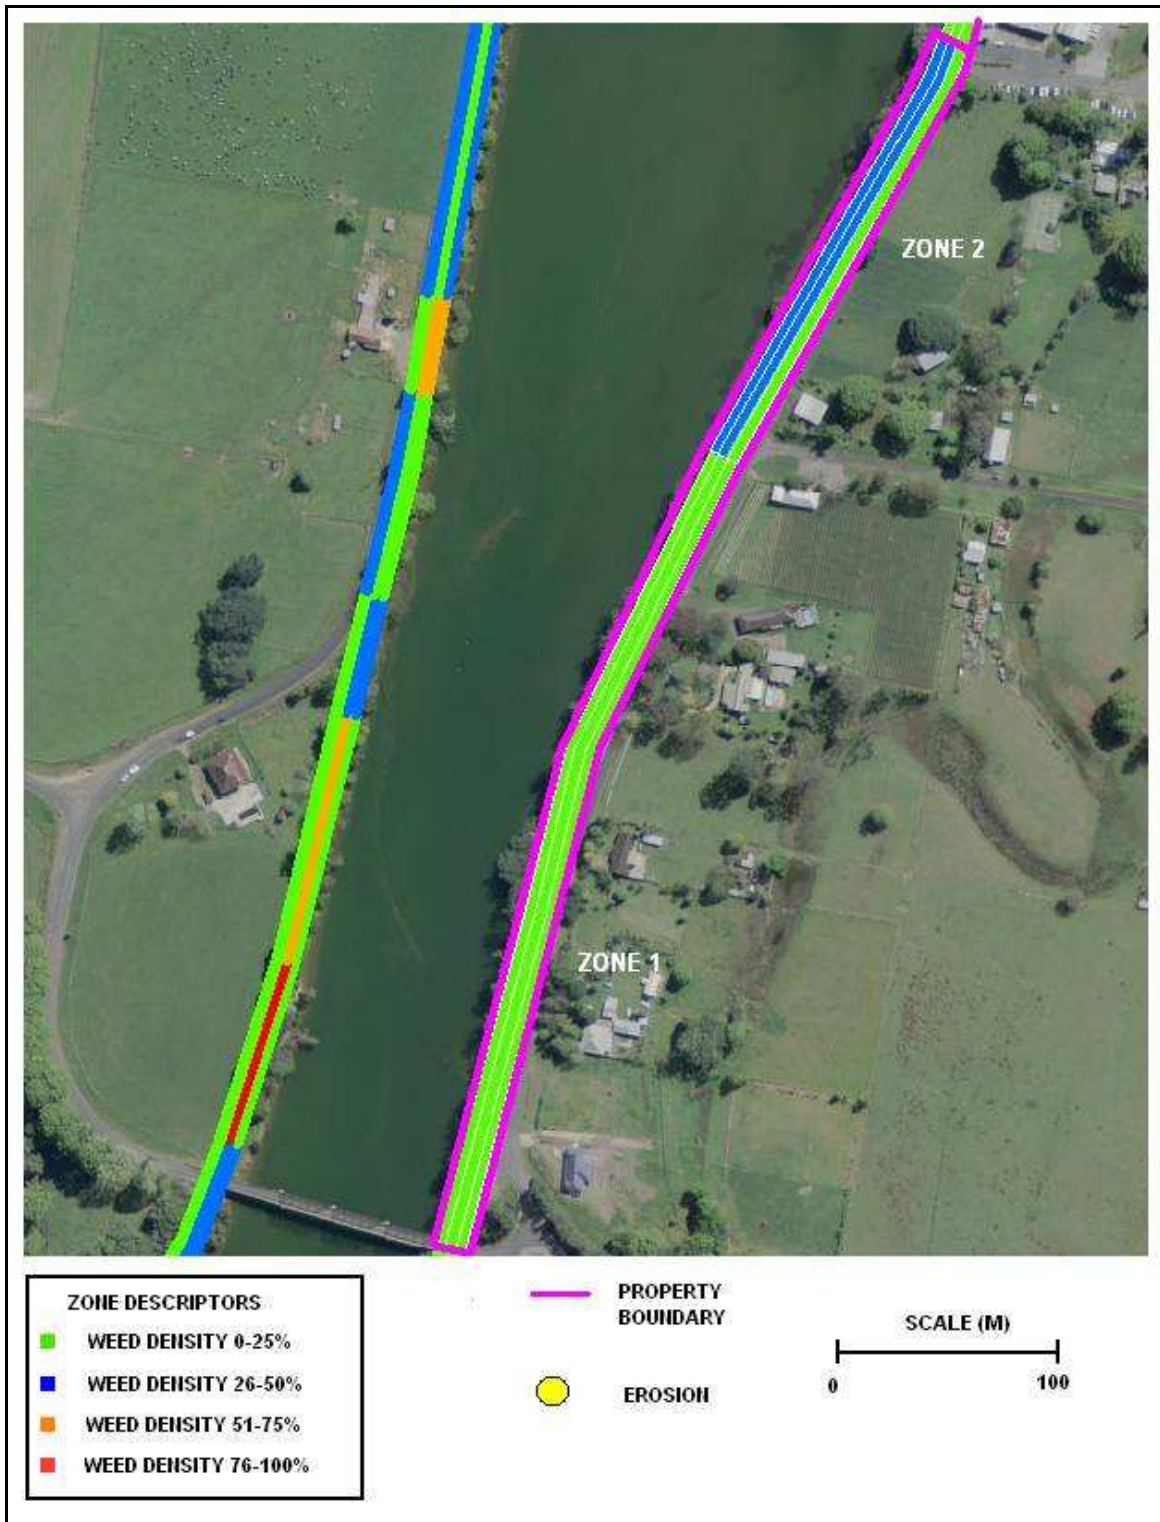 ZONE 2
ZONE 1
ZONE DESCRIPTORS
WEED DENSITY 0-25%
WEED DENSITY 26-50%
WEED DENSITY 51-75%
WEED DENSITY 76-100%
PROPERTY
BOUNDARY
EROSION
SCALE (M)
0 100